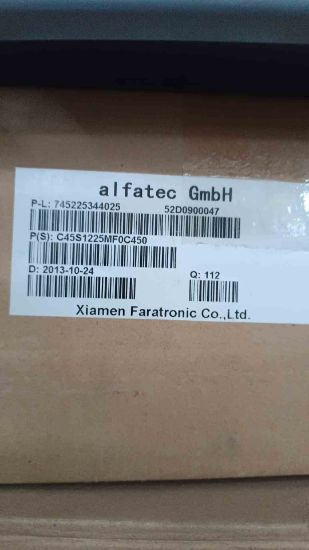 alfatec GmbH
P-L: 745225344025 52D0900047
P(S): C45S1225MF0C450
D: 2013-10-24 Q: 112
Xiamen Faratronic Co.,Ltd.